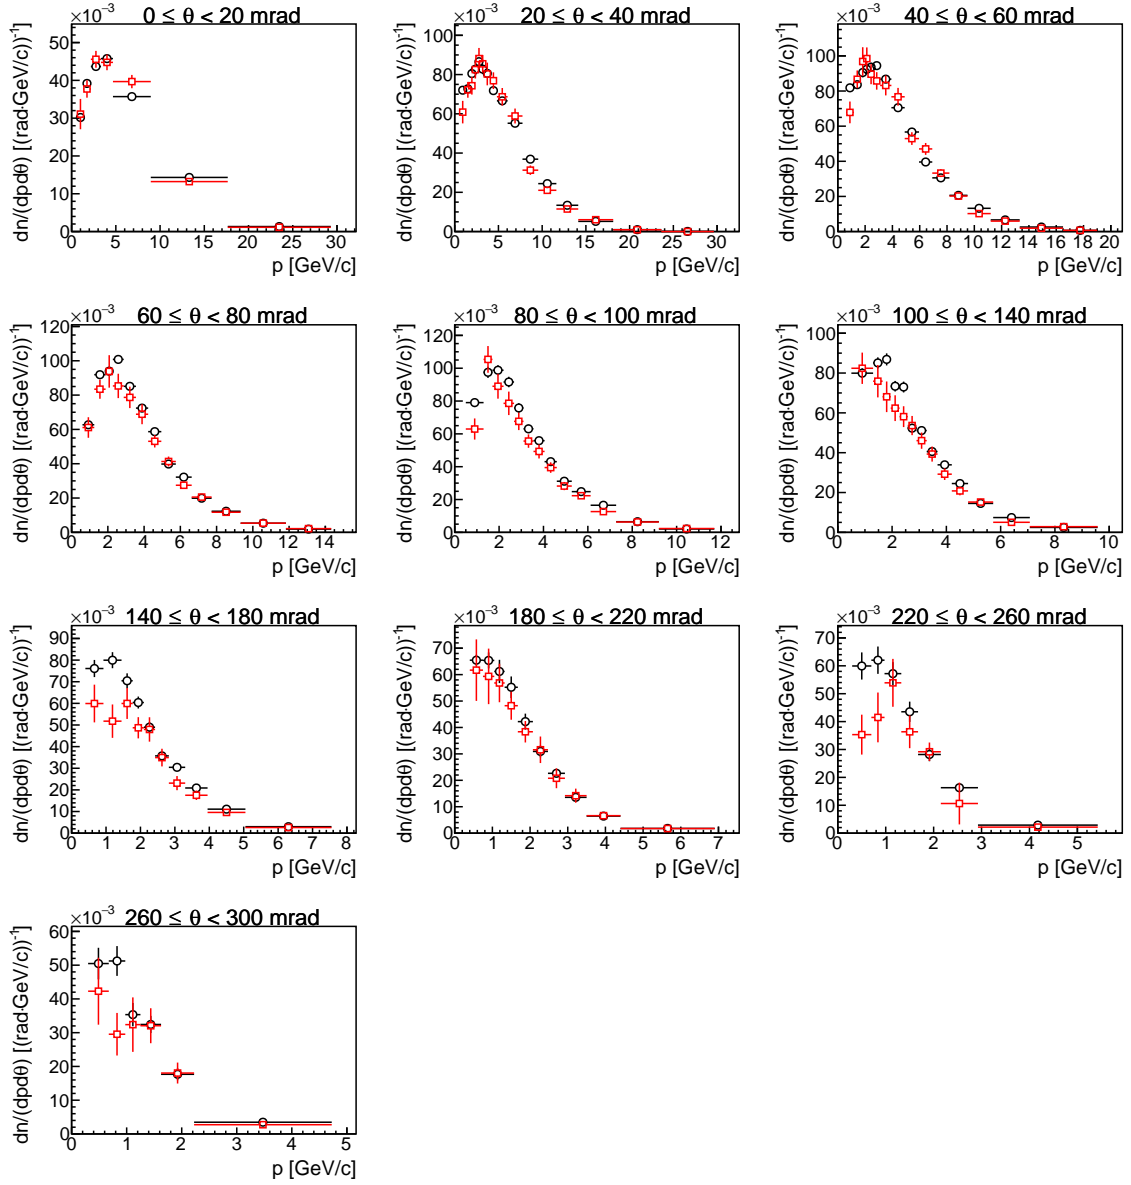 ×10⁻³ 0 ≤ θ < 20 mrad
dn/(dpdθ) [(rad·GeV/c)⁻¹]
50
40
30
20
10
0
0 5 10 15 20 25 30
p [GeV/c]
×10⁻³ 20 ≤ θ < 40 mrad
dn/(dpdθ) [(rad·GeV/c))⁻¹]
100
80
60
40
20
0
0 5 10 15 20 25 30
p [GeV/c]
×10⁻³ 40 ≤ θ < 60 mrad
dn/(dpdθ) [(rad·GeV/c))⁻¹]
100
80
60
40
20
0
0 2 4 6 8 10 12 14 16 18 20
p [GeV/c]
×10⁻³ 60 ≤ θ < 80 mrad
dn/(dpdθ) [(rad·GeV/c))⁻¹]
120
100
80
60
40
20
0
0 2 4 6 8 10 12 14
p [GeV/c]
×10⁻³ 80 ≤ θ < 100 mrad
dn/(dpdθ) [(rad·GeV/c))⁻¹]
120
100
80
60
40
20
0
0 2 4 6 8 10 12
p [GeV/c]
×10⁻³ 100 ≤ θ < 140 mrad
dn/(dpdθ) [(rad·GeV/c))⁻¹]
100
80
60
40
20
0
0 2 4 6 8 10
p [GeV/c]
×10⁻³ 140 ≤ θ < 180 mrad
dn/(dpdθ) [(rad·GeV/c))⁻¹]
90
80
70
60
50
40
30
20
10
0
0 1 2 3 4 5 6 7 8
p [GeV/c]
×10⁻³ 180 ≤ θ < 220 mrad
dn/(dpdθ) [(rad·GeV/c))⁻¹]
80
70
60
50
40
30
20
10
0
0 1 2 3 4 5 6 7
p [GeV/c]
×10⁻³ 220 ≤ θ < 260 mrad
dn/(dpdθ) [(rad·GeV/c))⁻¹]
70
60
50
40
30
20
10
0
0 1 2 3 4 5
p [GeV/c]
×10⁻³ 260 ≤ θ < 300 mrad
dn/(dpdθ) [(rad·GeV/c))⁻¹]
60
50
40
30
20
10
0
0 1 2 3 4 5
p [GeV/c]